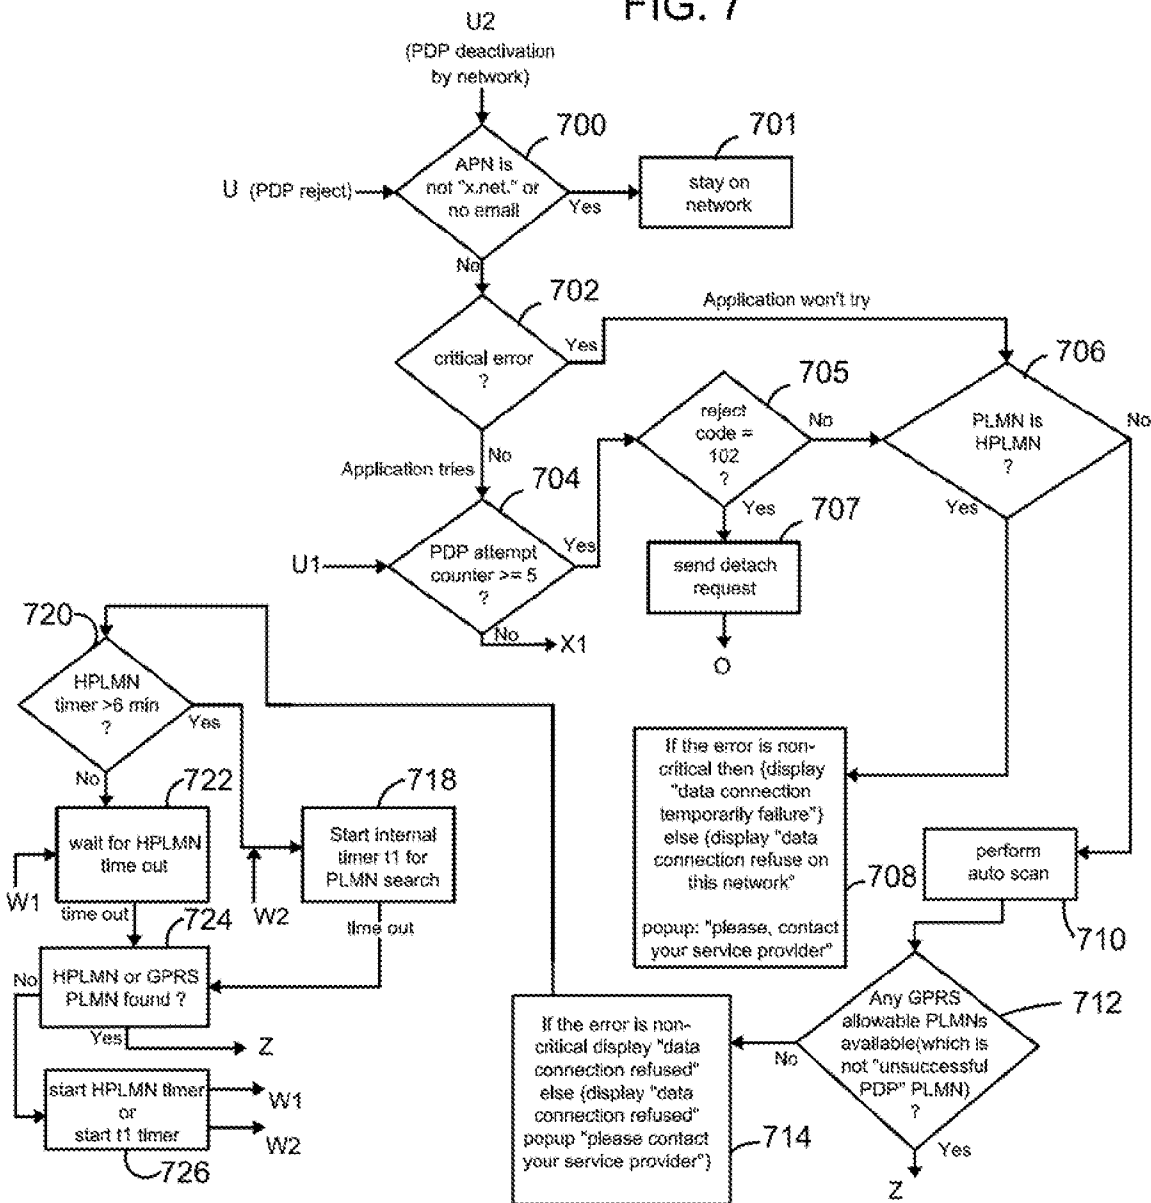 FIG. 7
U2
(PDP deactivation
by network)
700
701
APN is
not "x.net." or
no email
U (PDP reject)
Yes
stay on
network
No
702
Application won't try
critical error
?
Yes
706
705
reject
code =
102
?
No
PLMN is
HPLMN
?
No
No
Application tries
704
Yes
707
Yes
U1
PDP attempt
counter >= 5
?
Yes
send detach
request
No
X1
O
720
HPLMN
timer >6 min
?
Yes
No
722
718
wait for HPLMN
time out
Start internal
timer t1 for
PLMN search
W1
time out
W2
time out
724
If the error is non-
critical then {display
"data connection
temporarily failure"}
else {display "data
connection refuse on
this network"
popup: "please, contact
your service provider"
708
perform
auto scan
710
No
HPLMN or GPRS
PLMN found ?
Yes
Z
712
Any GPRS
allowable PLMNs
available(which is
not "unsuccessful
PDP" PLMN)
?
No
Yes
Z
If the error is non-
critical display "data
connection refused"
else {display "data
connection refused"
popup "please contact
your service provider"}
714
start HPLMN timer
or
start t1 timer
W1
W2
726